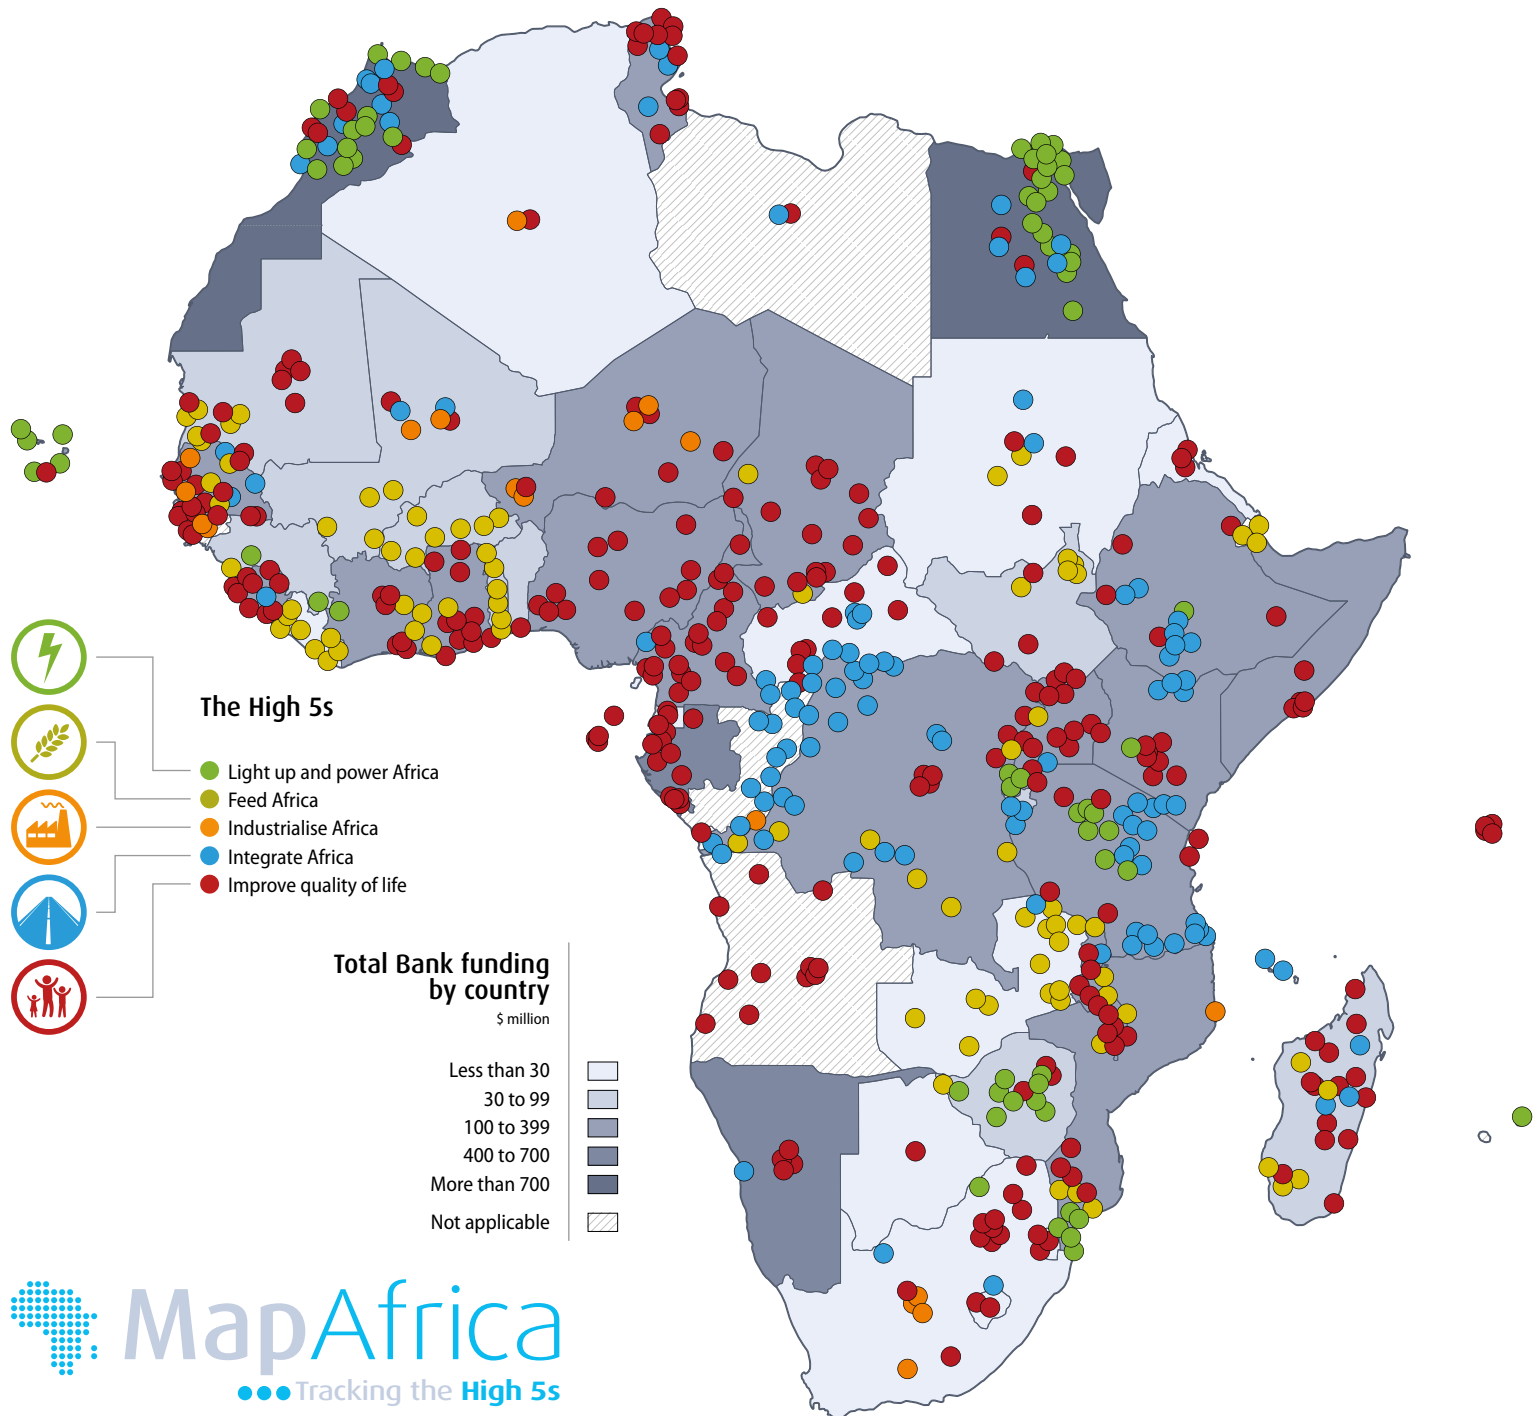 The High 5s
Light up and power Africa
Feed Africa
Industrialise Africa
Integrate Africa
Improve quality of life
Total Bank funding
by country
$ million
Less than 30
30 to 99
100 to 399
400 to 700
More than 700
Not applicable
MapAfrica
Tracking the High 5s